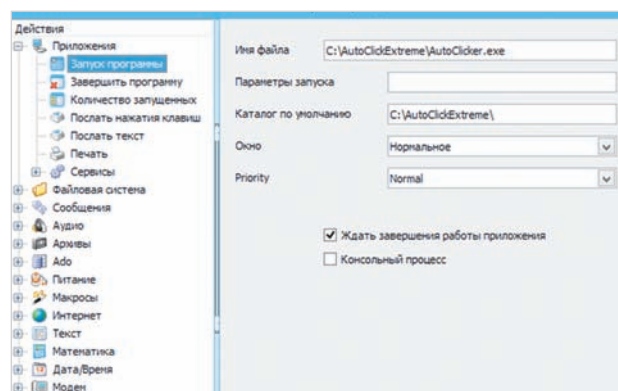 Действия
Приложения
Запуск программы
Завершить программу
Количество запущенных
Послать нажатия клавиш
Послать текст
Печать
Сервисы
Файловая система
Сообщения
Аудио
Архивы
Ado
Питание
Макросы
Интернет
Текст
Математика
Дата/Время
Модем
Имя файла C:\AutoClickExtreme\AutoClicker.exe
Параметры запуска
Каталог по умолчанию C:\AutoClickExtreme\
Окно Нормальное
Priority Normal
Ждать завершения работы приложения
Консольный процесс